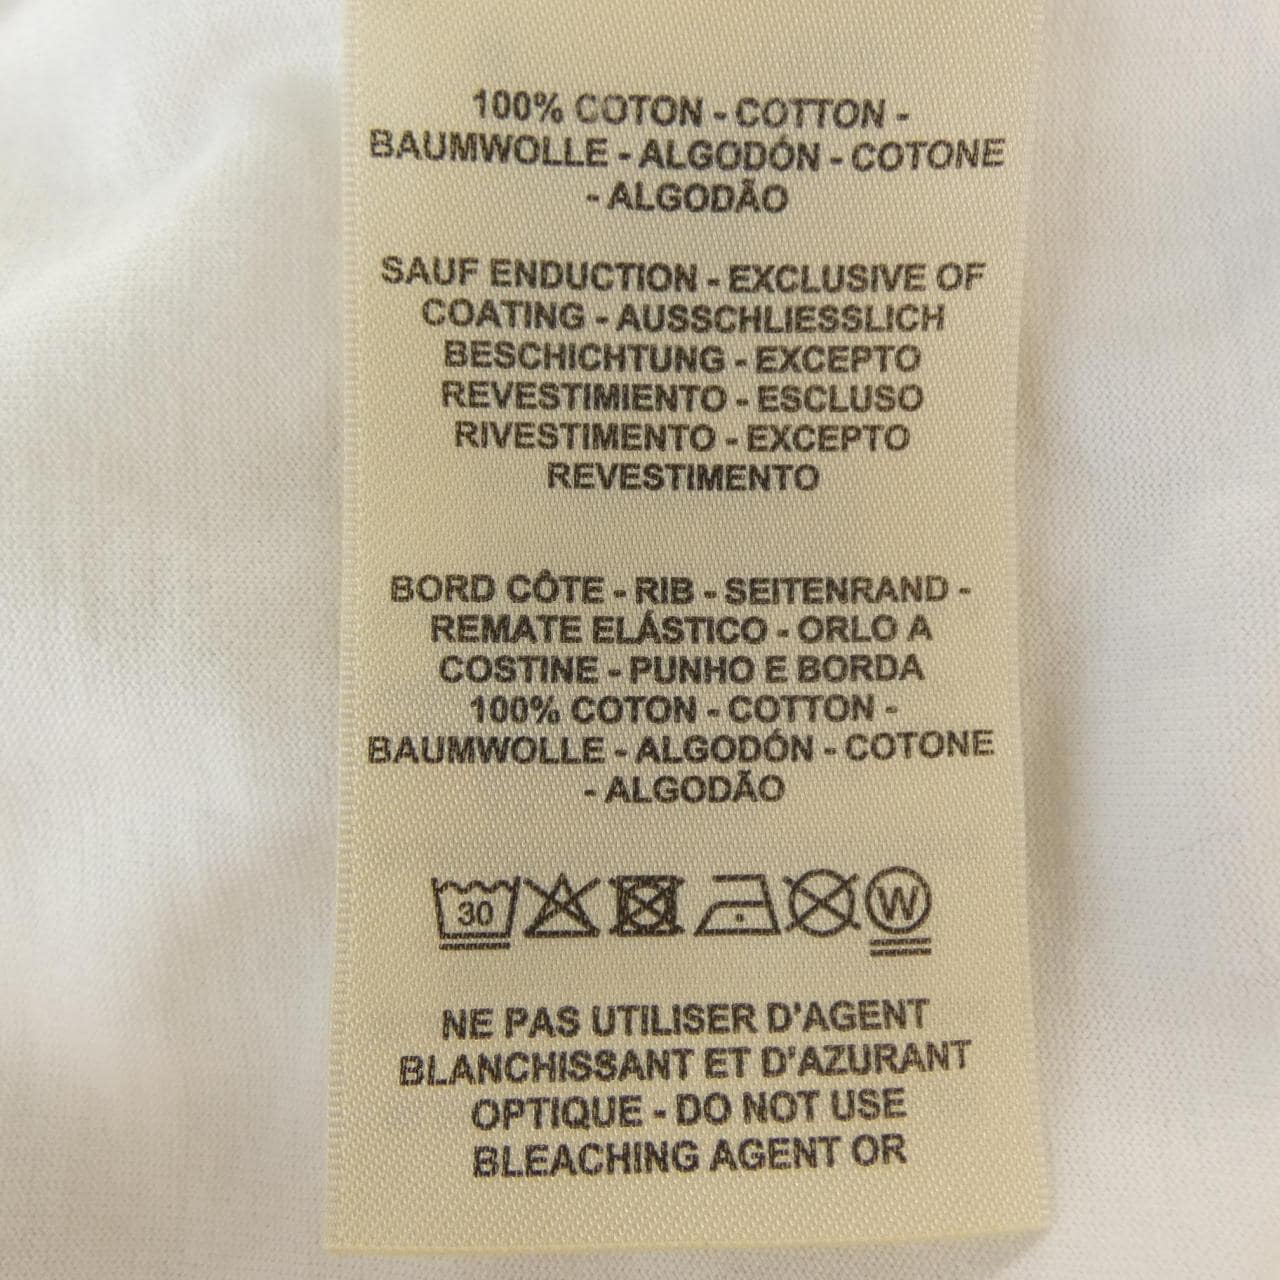 100% COTON - COTTON -
BAUMWOLLE - ALGODÓN - COTONE
- ALGODÃO
SAUF ENDUCTION - EXCLUSIVE OF
COATING - AUSSCHLIESSLICH
BESCHICHTUNG - EXCEPTO
REVESTIMIENTO - ESCLUSO
RIVESTIMENTO - EXCEPTO
REVESTIMENTO
BORD CÔTE - RIB - SEITENRAND -
REMATE ELÁSTICO - ORLO A
COSTINE - PUNHO E BORDA
100% COTON - COTTON -
BAUMWOLLE - ALGODÓN - COTONE
- ALGODÃO
30 W
NE PAS UTILISER D'AGENT
BLANCHISSANT ET D'AZURANT
OPTIQUE - DO NOT USE
BLEACHING AGENT OR